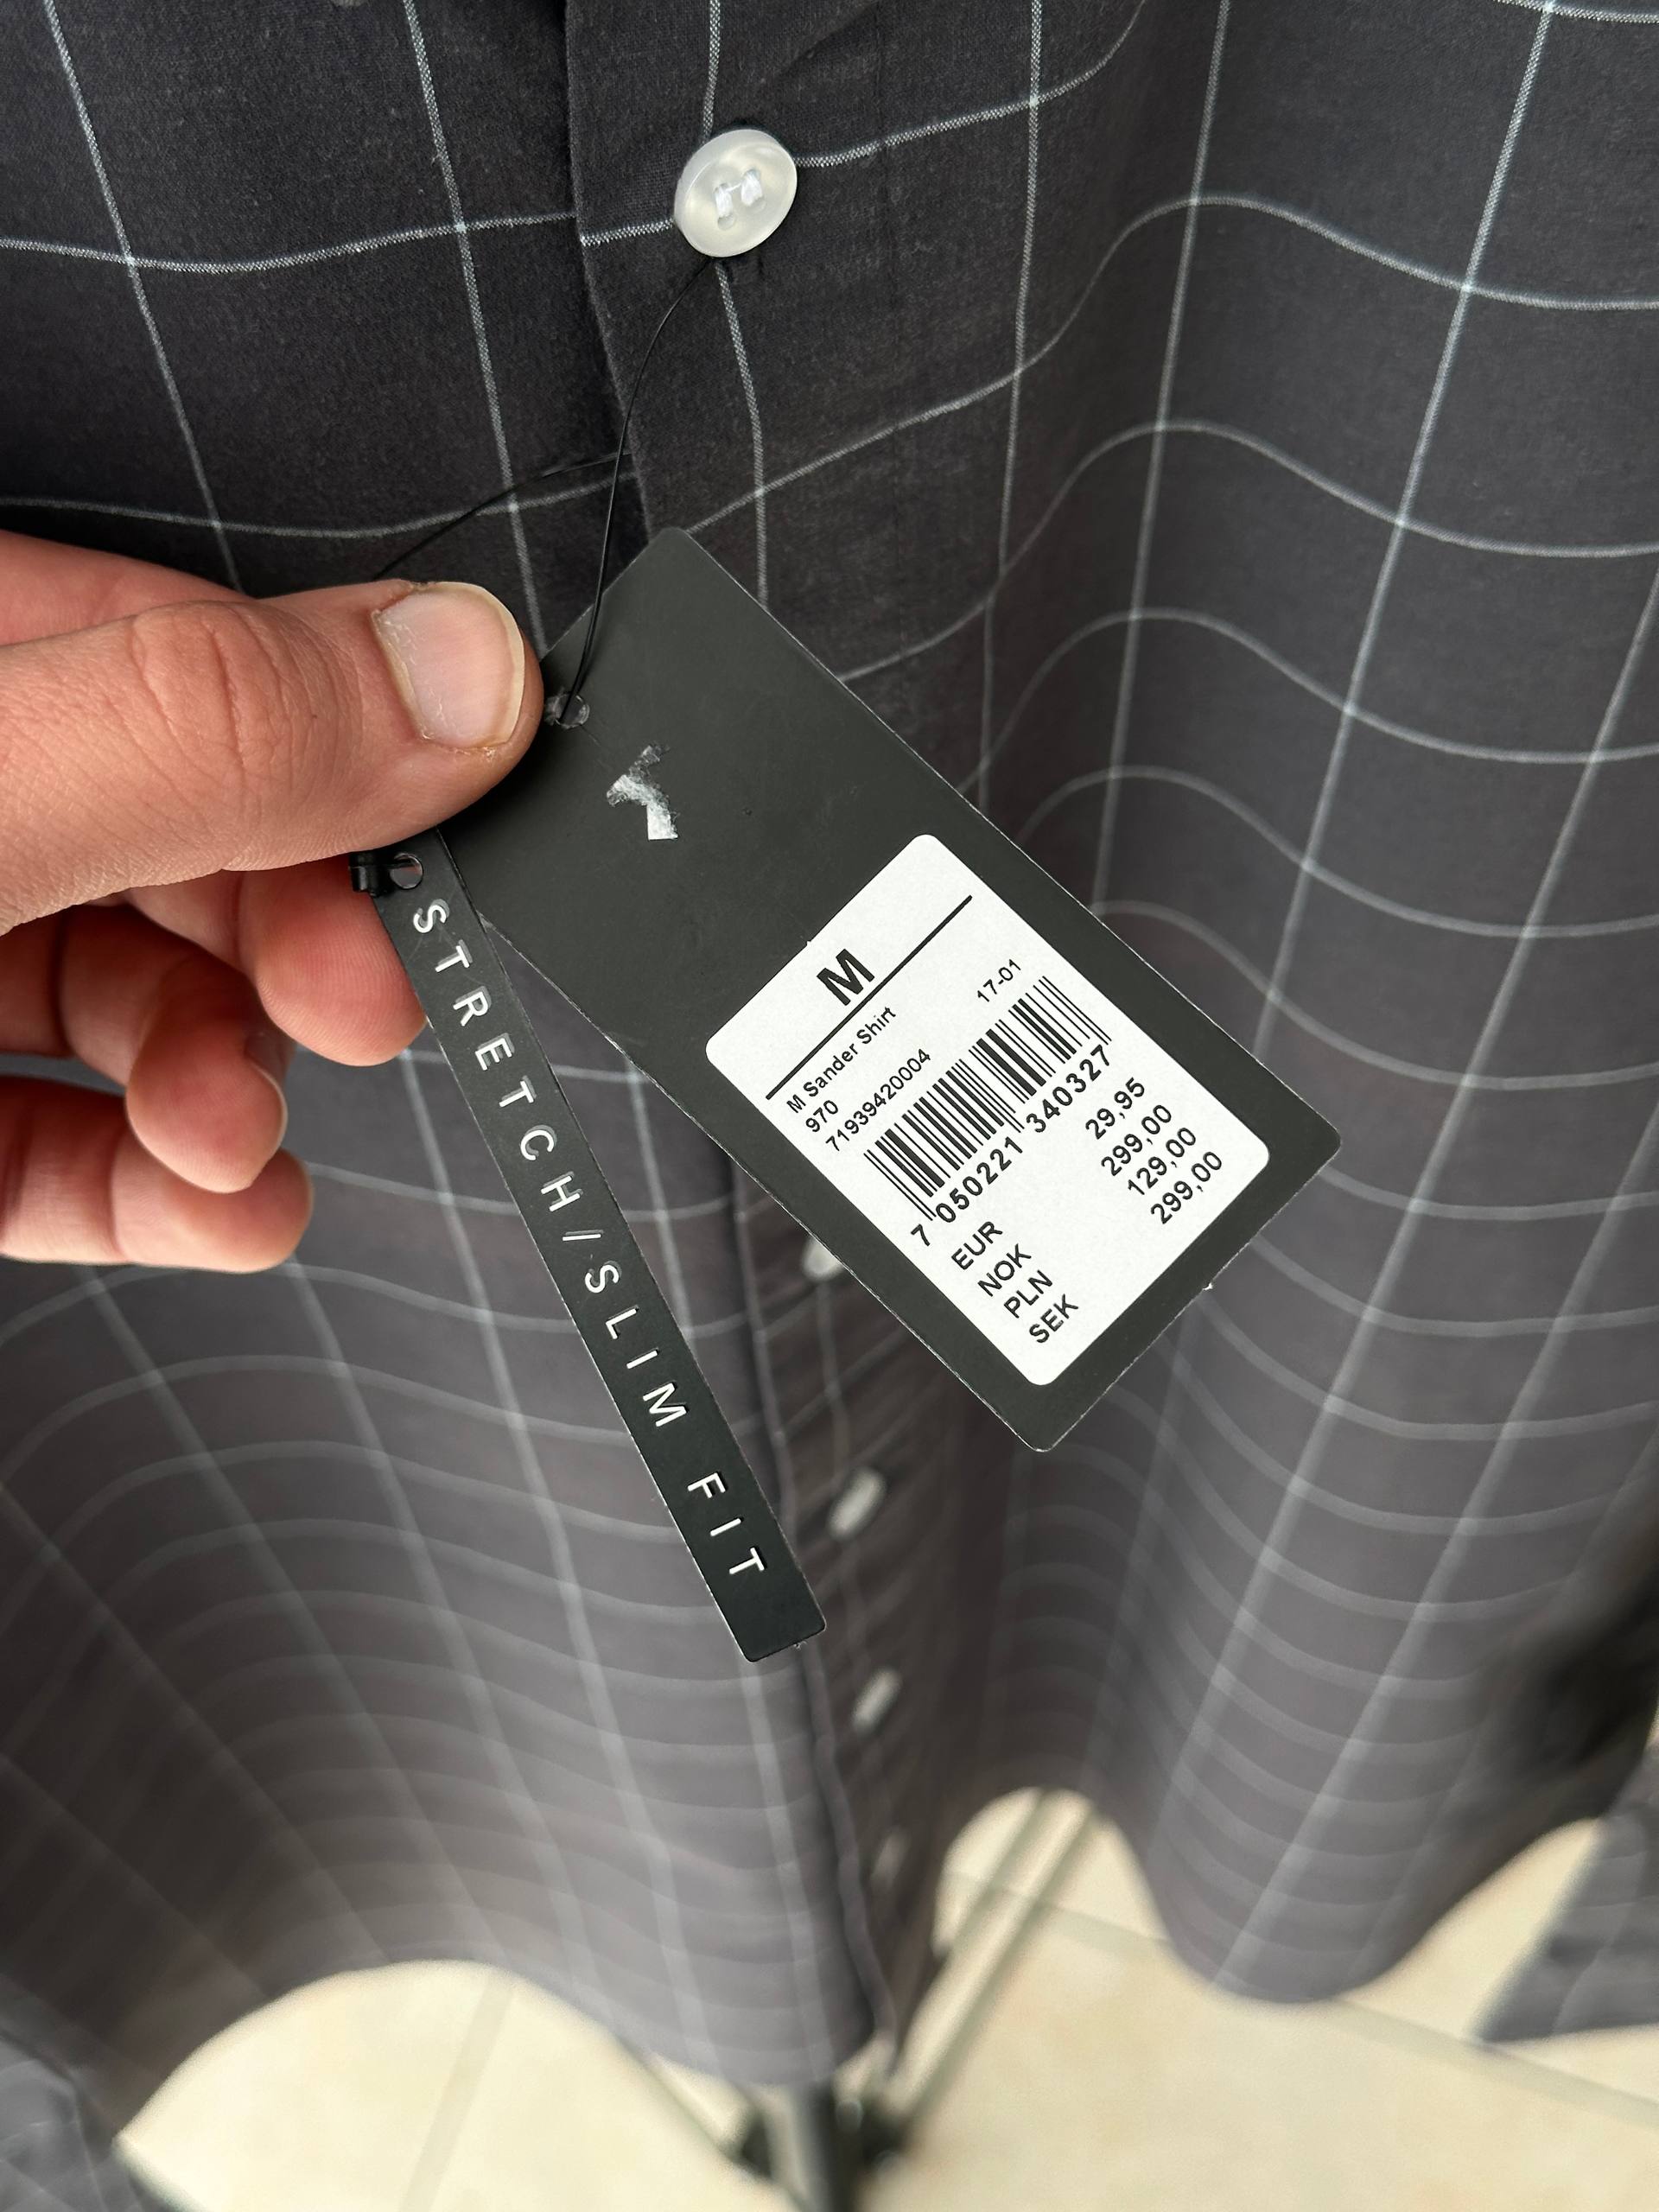 STRETCH/SLIM FIT
M
M Sander Shirt
970 17-01
71939420004
7 050221 340327
EUR 29,95
NOK 299,00
PLN 129,00
SEK 299,00